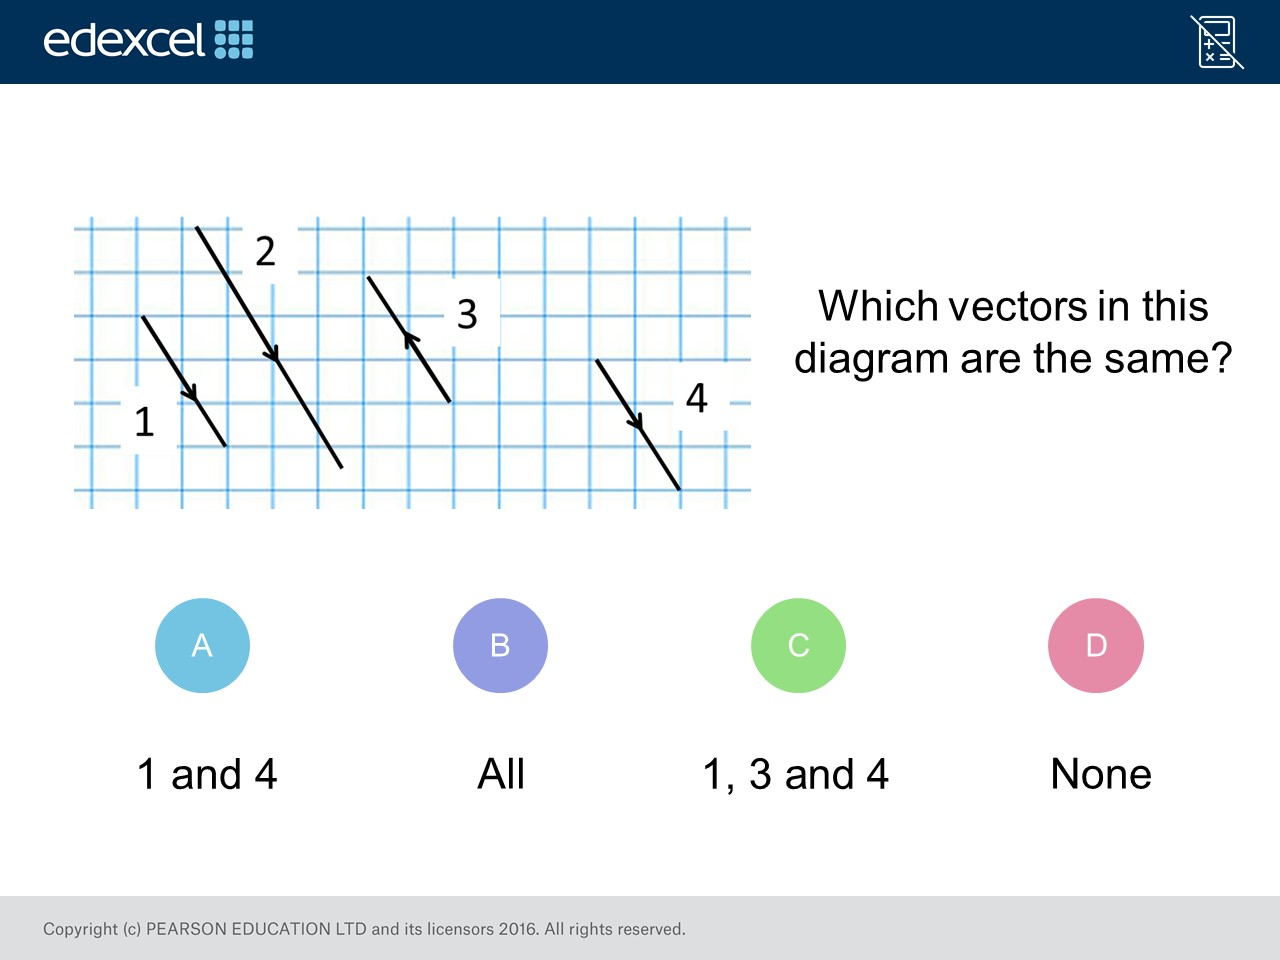 edexcel
2
3
1
4
Which vectors in this
diagram are the same?
A
B
C
D
1 and 4
All
1, 3 and 4
None
Copyright (c) PEARSON EDUCATION LTD and its licensors 2016. All rights reserved.